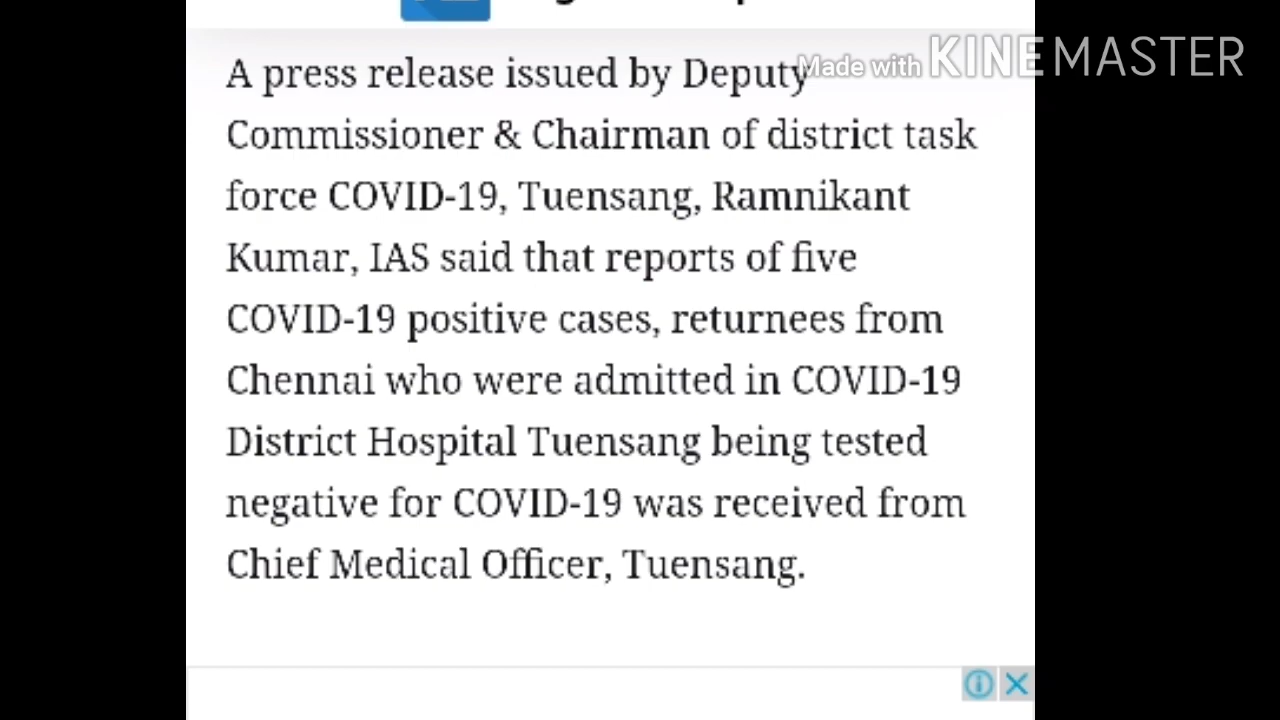 A press release issued by Deputy
Made with KINEMASTER
Commissioner & Chairman of district task
force COVID-19, Tuensang, Ramnikant
Kumar, IAS said that reports of five
COVID-19 positive cases, returnees from
Chennai who were admitted in COVID-19
District Hospital Tuensang being tested
negative for COVID-19 was received from
Chief Medical Officer, Tuensang.